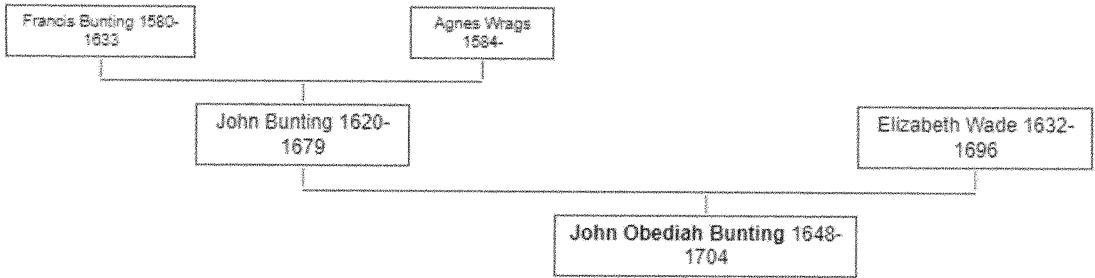 Francis Bunting 1580-
1633
Agnes Wrags
1584-
John Bunting 1620-
1679
Elizabeth Wade 1632-
1696
John Obediah Bunting 1648-
1704